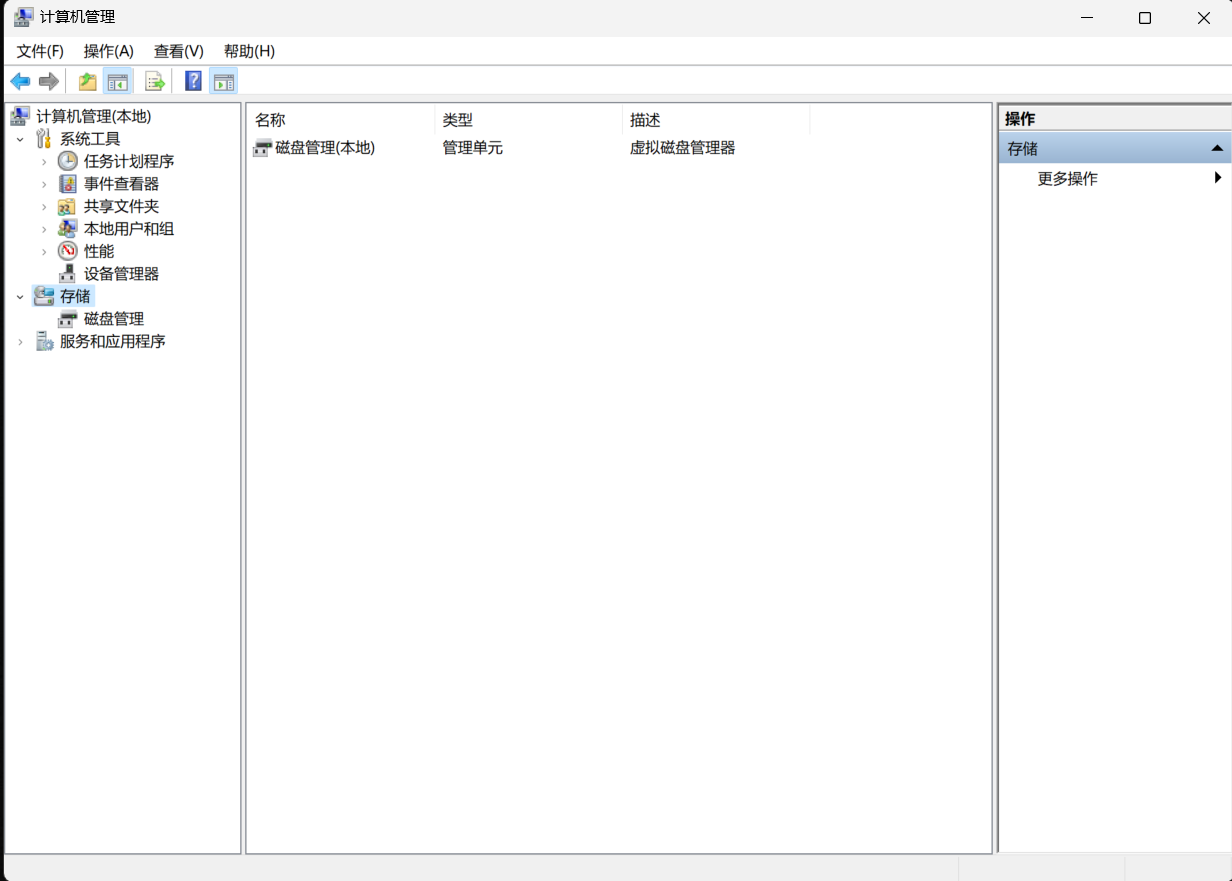 计算机管理
文件(F) 操作(A) 查看(V) 帮助(H)
计算机管理(本地)
系统工具
任务计划程序
事件查看器
共享文件夹
本地用户和组
性能
设备管理器
存储
磁盘管理
服务和应用程序
名称 类型 描述
磁盘管理(本地) 管理单元 虚拟磁盘管理器
操作
存储
更多操作